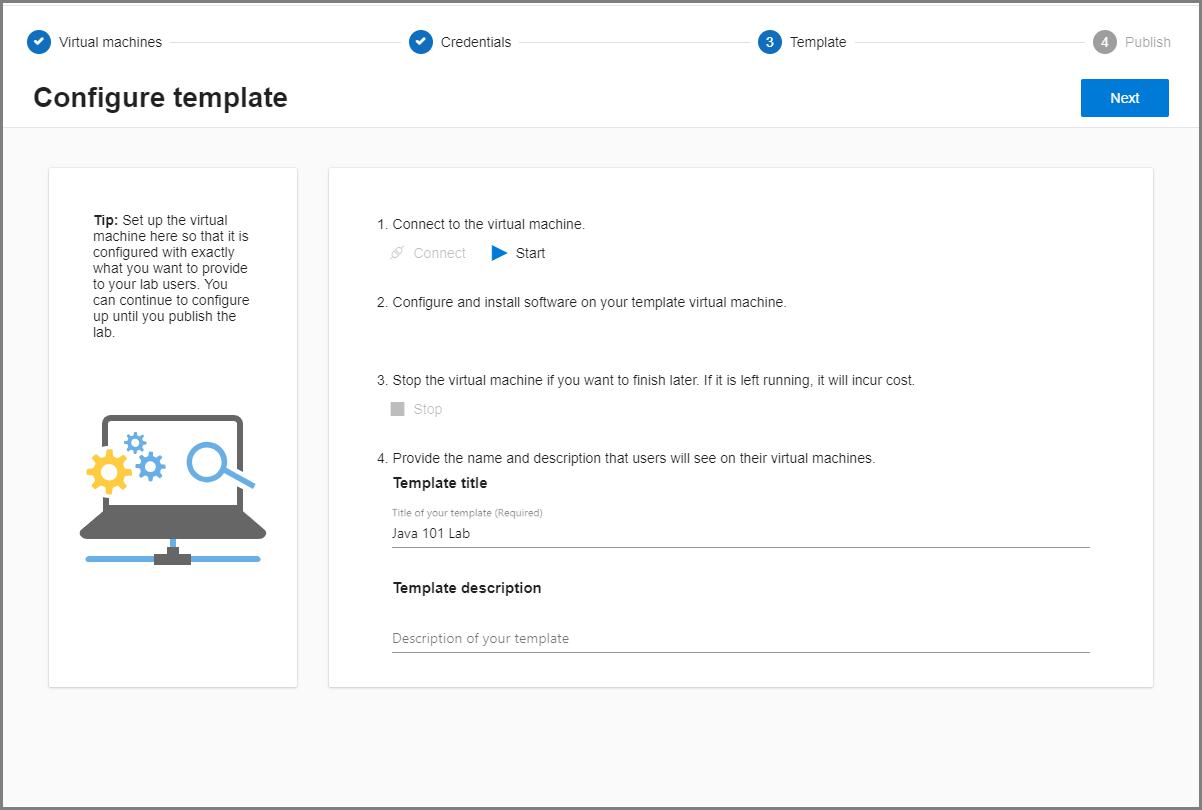 Virtual machines
Credentials
3 Template
4 Publish
Configure template
Next
Tip: Set up the virtual
machine here so that it is
configured with exactly
what you want to provide
to your lab users. You
can continue to configure
up until you publish the
lab.
1. Connect to the virtual machine.
Connect Start
2. Configure and install software on your template virtual machine.
3. Stop the virtual machine if you want to finish later. If it is left running, it will incur cost.
Stop
4. Provide the name and description that users will see on their virtual machines.
Template title
Title of your template (Required)
Java 101 Lab
Template description
Description of your template